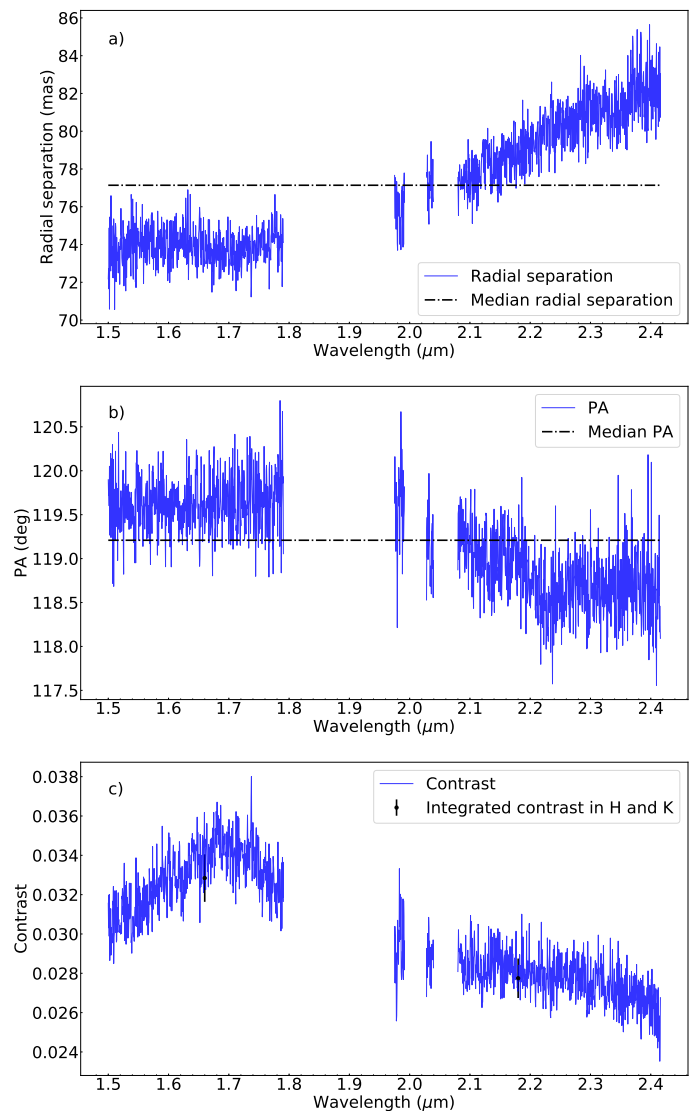 a)
86
84
82
80
78
76
74
72
70
Radial separation (mas)
Radial separation
Median radial separation
1.5 1.6 1.7 1.8 1.9 2.0 2.1 2.2 2.3 2.4
Wavelength (μm)
b)
120.5
120.0
119.5
119.0
118.5
118.0
117.5
PA (deg)
PA
Median PA
1.5 1.6 1.7 1.8 1.9 2.0 2.1 2.2 2.3 2.4
Wavelength (μm)
c)
0.038
0.036
0.034
0.032
0.030
0.028
0.026
0.024
Contrast
Contrast
Integrated contrast in H and K
1.5 1.6 1.7 1.8 1.9 2.0 2.1 2.2 2.3 2.4
Wavelength (μm)